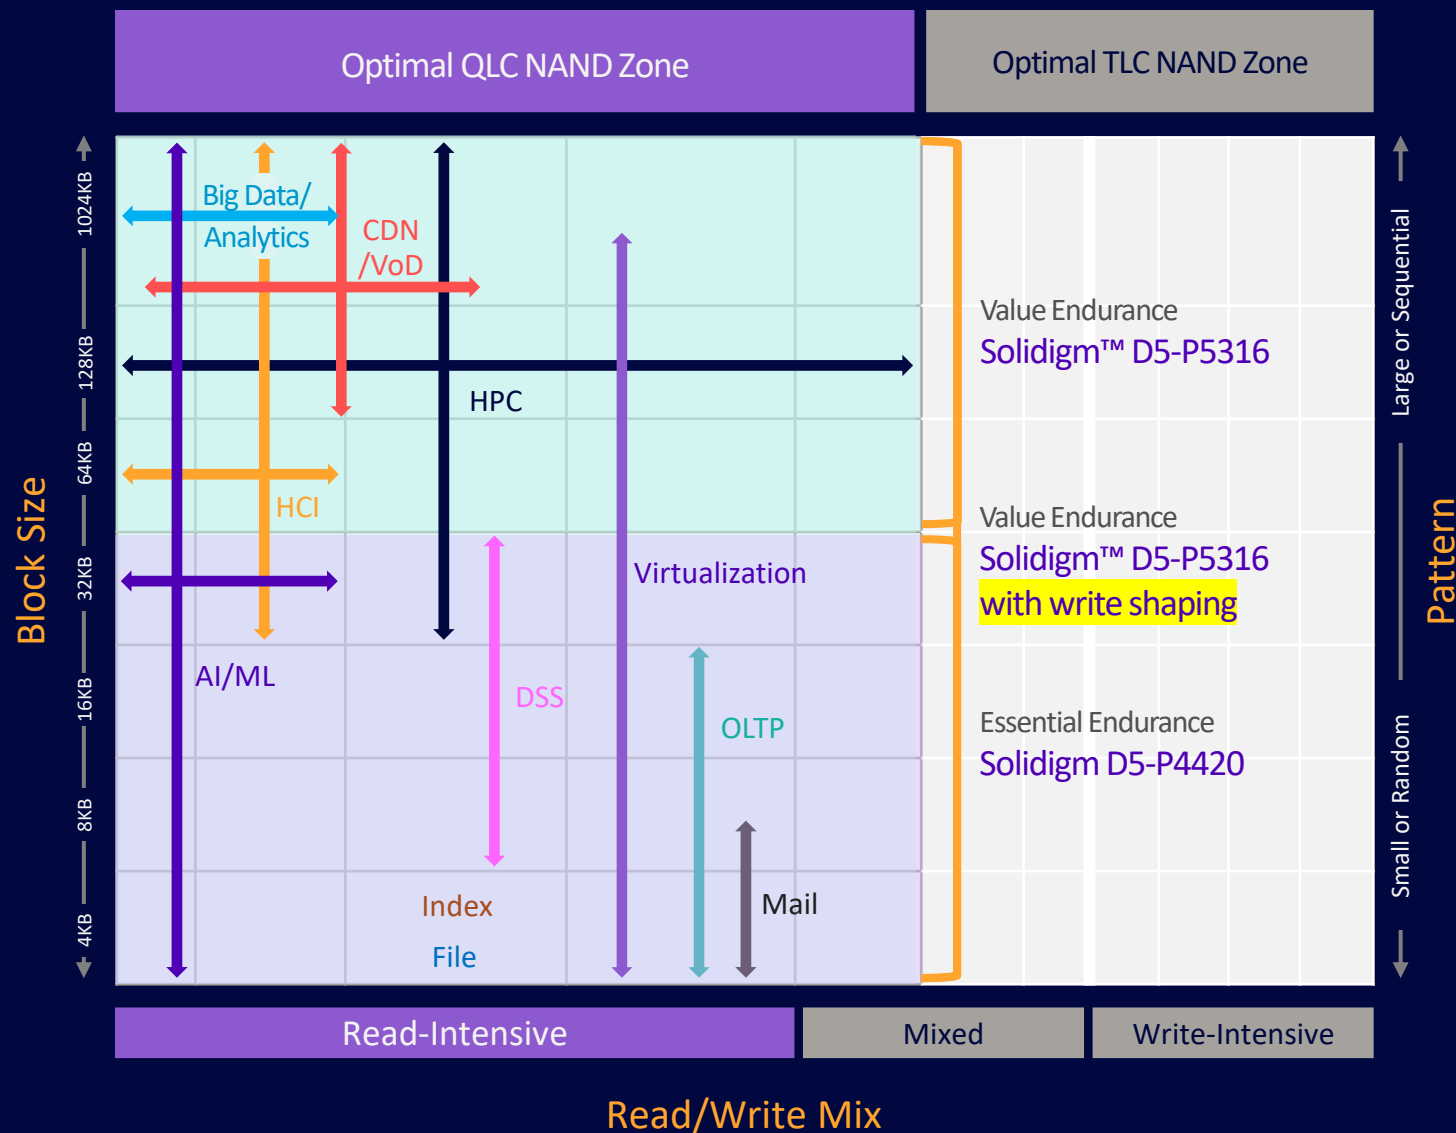 Optimal QLC NAND Zone
Optimal TLC NAND Zone
Block Size
1024KB
128KB
64KB
32KB
16KB
8KB
4KB
Big Data/
Analytics
CDN
/VoD
HPC
HCI
AI/ML
Virtualization
DSS
OLTP
Mail
Index
File
Value Endurance
Solidigm™ D5-P5316
Value Endurance
Solidigm™ D5-P5316
with write shaping
Essential Endurance
Solidigm D5-P4420
Large or Sequential
Small or Random
Pattern
Read-Intensive
Mixed
Write-Intensive
Read/Write Mix